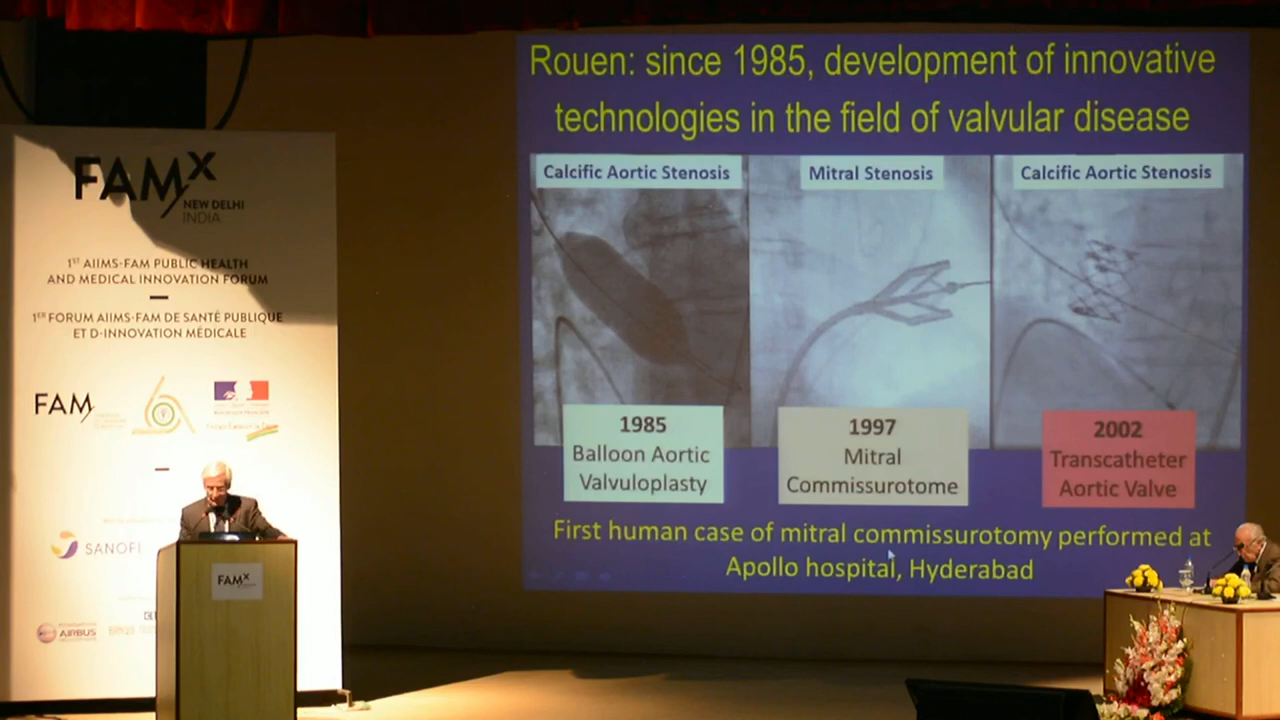 FAMX
NEW DELHI
INDIA
1ST AIIMS-FAM PUBLIC HEALTH
AND MEDICAL INNOVATION FORUM
1ER FORUM AIIMS-FAM DE SANTÉ PUBLIQUE
ET D-INNOVATION MÉDICALE
FAM
SANOFI
AIRBUS
FAMX
Rouen: since 1985, development of innovative
technologies in the field of valvular disease
Calcific Aortic Stenosis
Mitral Stenosis
Calcific Aortic Stenosis
1985
Balloon Aortic
Valvuloplasty
1997
Mitral
Commissurotome
2002
Transcatheter
Aortic Valve
First human case of mitral commissurotomy performed at
Apollo hospital, Hyderabad